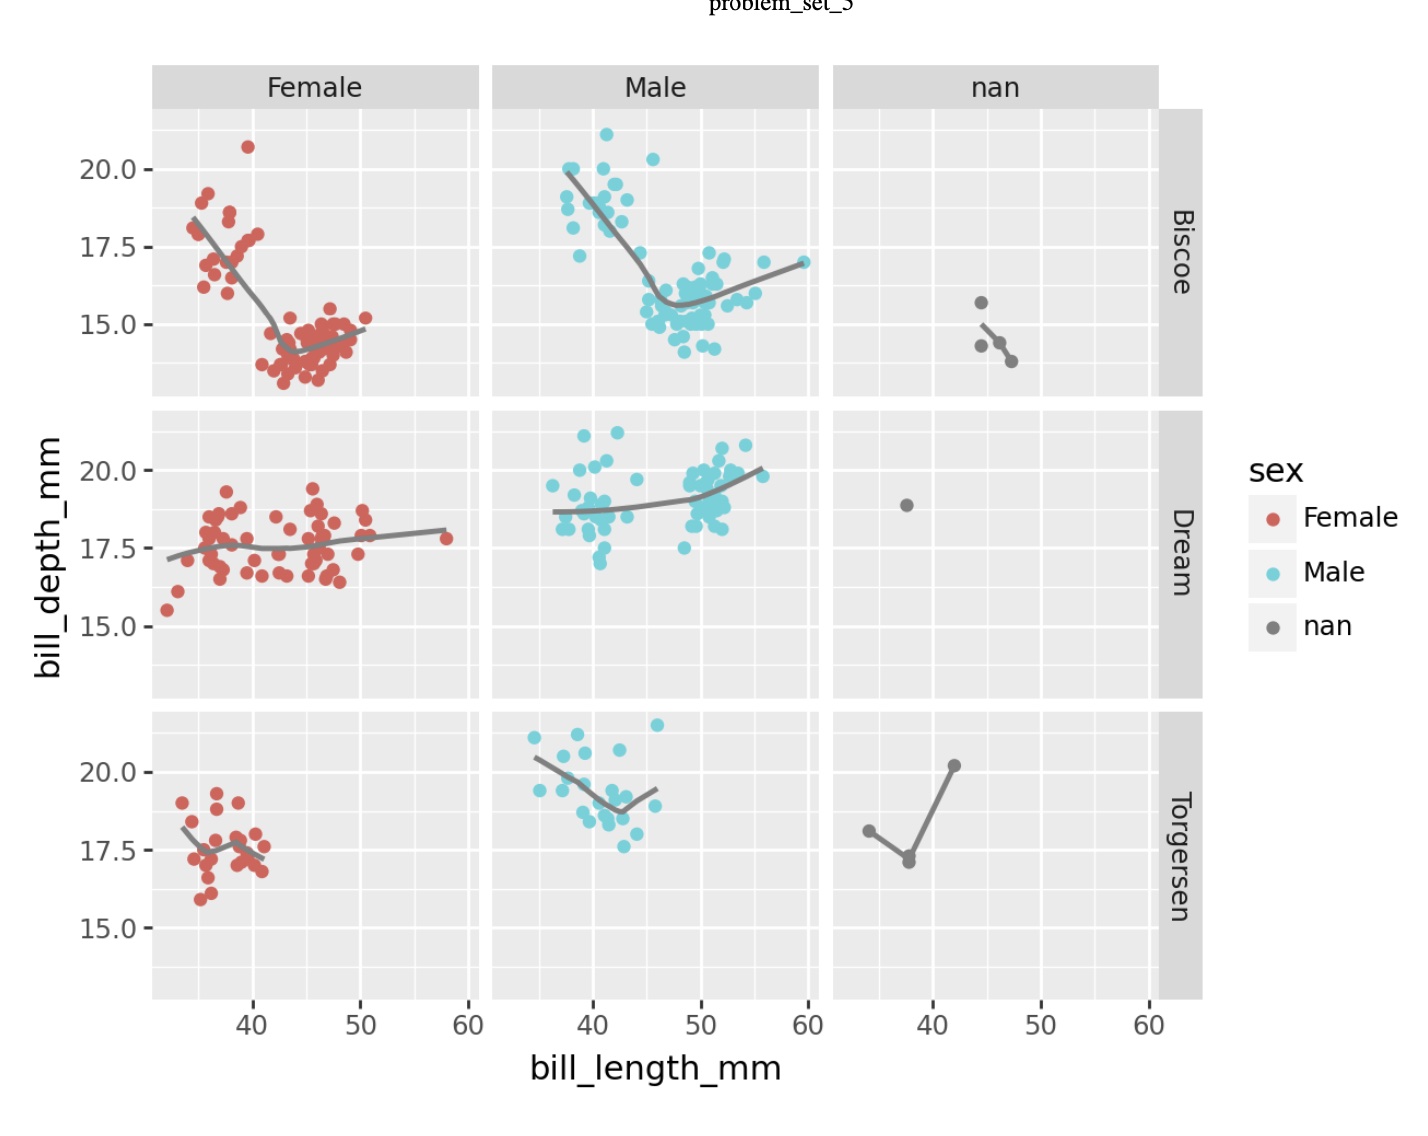 problem_set_5
Female Male nan
20.0
17.5
15.0
Biscoe
20.0
17.5
15.0
Dream
20.0
17.5
15.0
Torgersen
40 50 60 40 50 60 40 50 60
bill_length_mm
bill_depth_mm
sex
Female
Male
nan